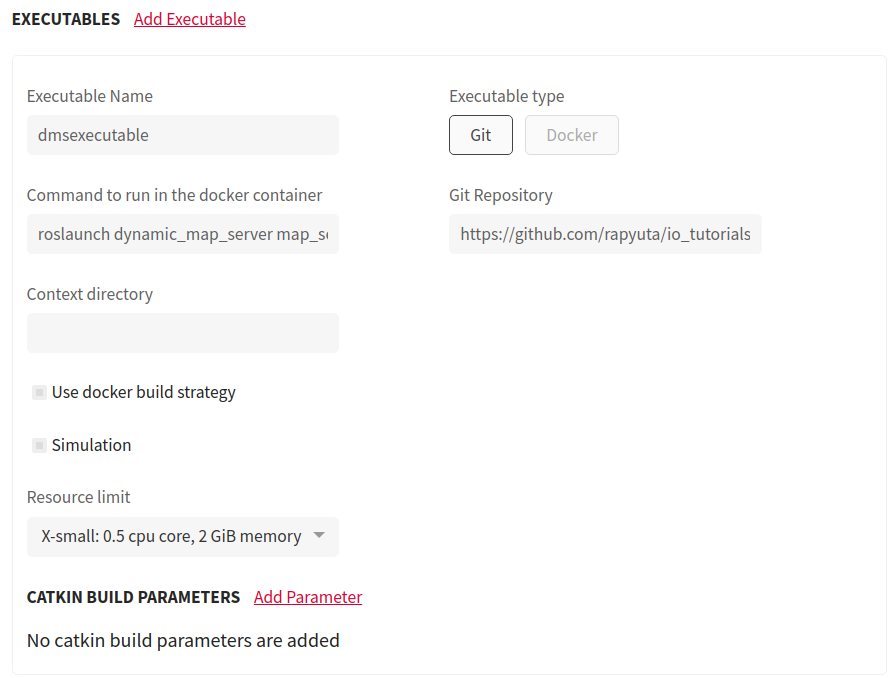 EXECUTABLES Add Executable
Executable Name
Executable type
dmsexecutable
Git
Docker
Command to run in the docker container
Git Repository
roslaunch dynamic_map_server map_s
https://github.com/rapyuta/io_tutorials
Context directory
Use docker build strategy
Simulation
Resource limit
X-small: 0.5 cpu core, 2 GiB memory
CATKIN BUILD PARAMETERS Add Parameter
No catkin build parameters are added